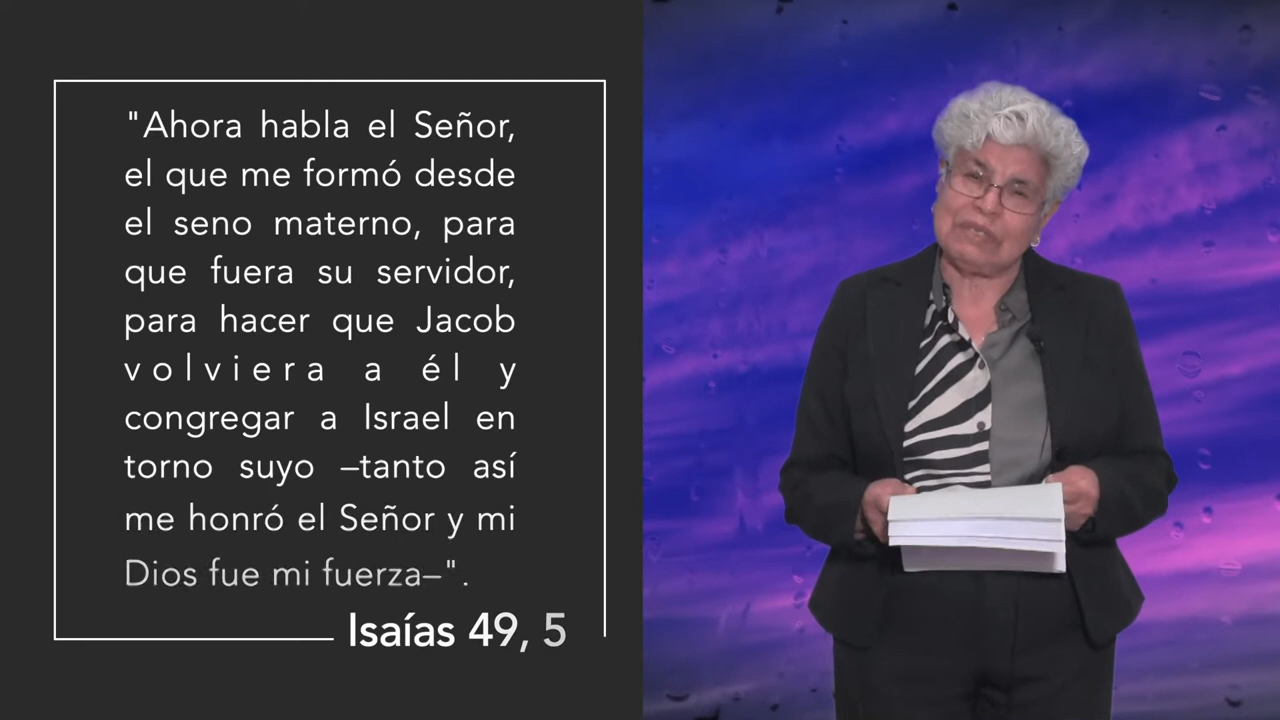 "Ahora habla el Señor,
el que me formó desde
el seno materno, para
que fuera su servidor,
para hacer que Jacob
volviera a él y
congregar a Israel en
torno suyo –tanto así
me honró el Señor y mi
Dios fue mi fuerza–".
Isaías 49, 5